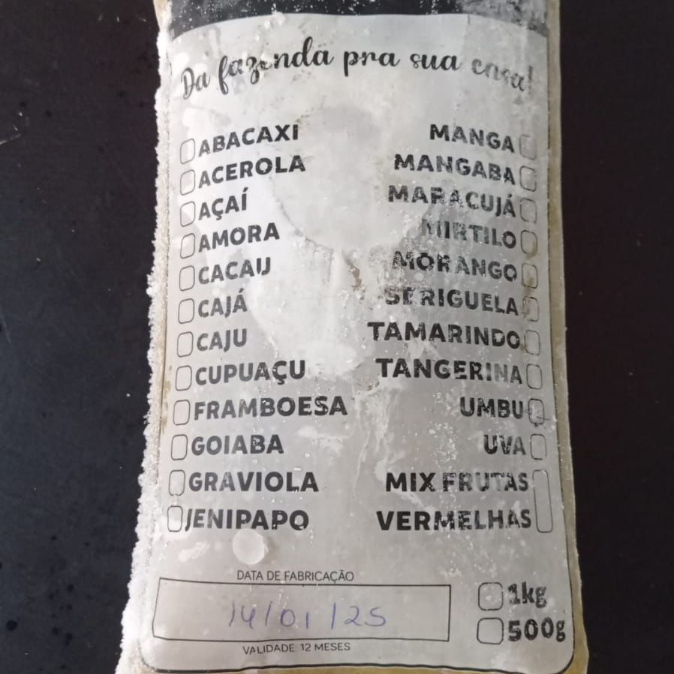 Da fazenda pra sua casa!
ABACAXI MANGA
ACEROLA MANGABA
AÇAÍ MARACUJÁ
AMORA MIRTILO
CACAU MORANGO
CAJÁ SERIGUELA
CAJU TAMARINDO
CUPUAÇU TANGERINA
FRAMBOESA UMBU
GOIABA UVA
GRAVIOLA MIX FRUTAS
JENIPAPO VERMELHAS
DATA DE FABRICAÇÃO
14/01/25
VALIDADE 12 MESES
1kg
500g